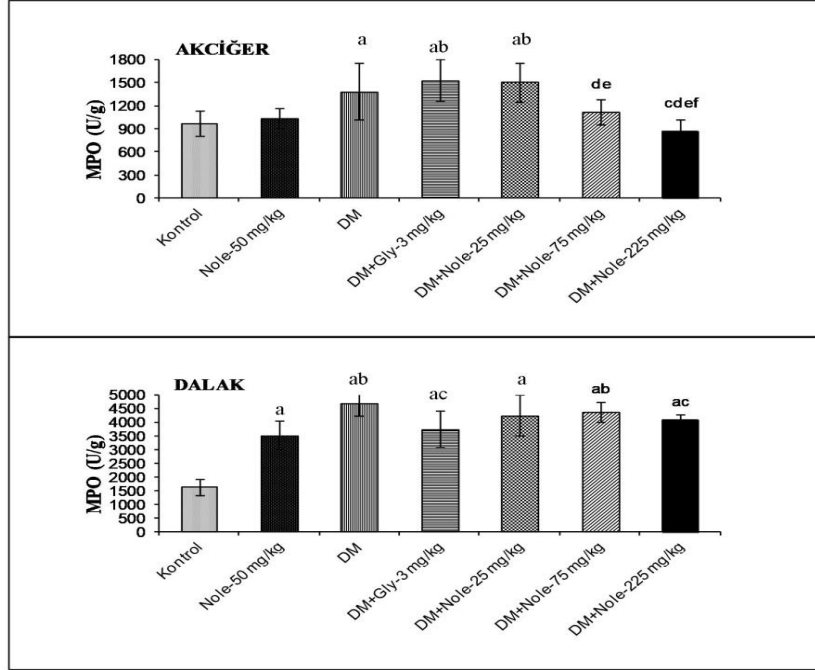 AKCİĞER
a
ab
ab
de
cdef
MPO (U/g)
1800
1500
1200
900
600
300
0
Kontrol
Nole-50 mg/kg
DM
DM+Gly-3 mg/kg
DM+Nole-25 mg/kg
DM+Nole-75 mg/kg
DM+Nole-225 mg/kg
DALAK
a
ab
ac
a
ab
ac
MPO (U/g)
5000
4500
4000
3500
3000
2500
2000
1500
1000
500
0
Kontrol
Nole-50 mg/kg
DM
DM+Gly-3 mg/kg
DM+Nole-25 mg/kg
DM+Nole-75 mg/kg
DM+Nole-225 mg/kg